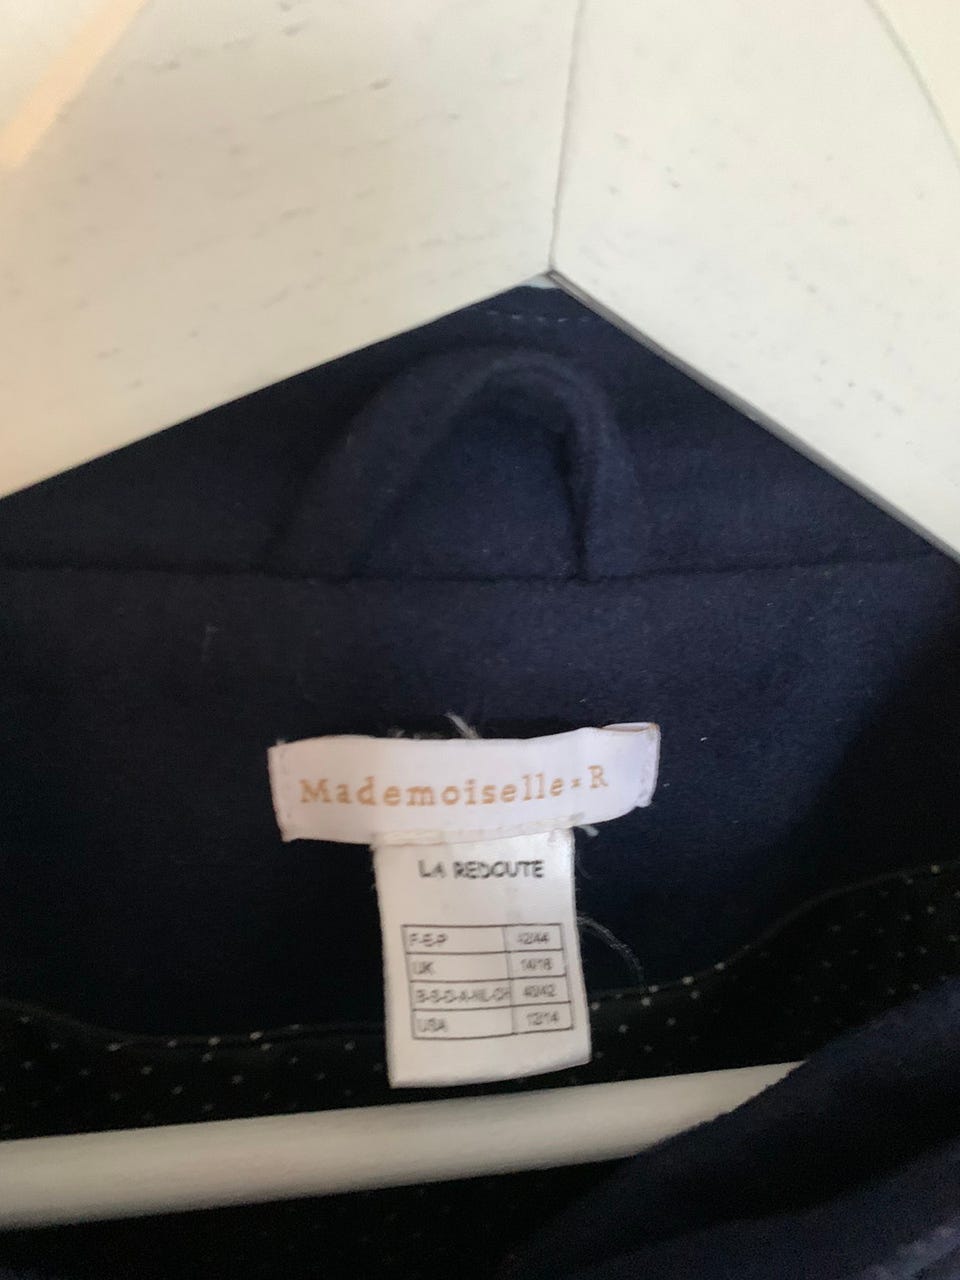 Mademoiselle R
LA REDOUTE
F-E-P 42/44
UK 14/16
B-S-D-A-NL-CH 40/42
USA 12/14